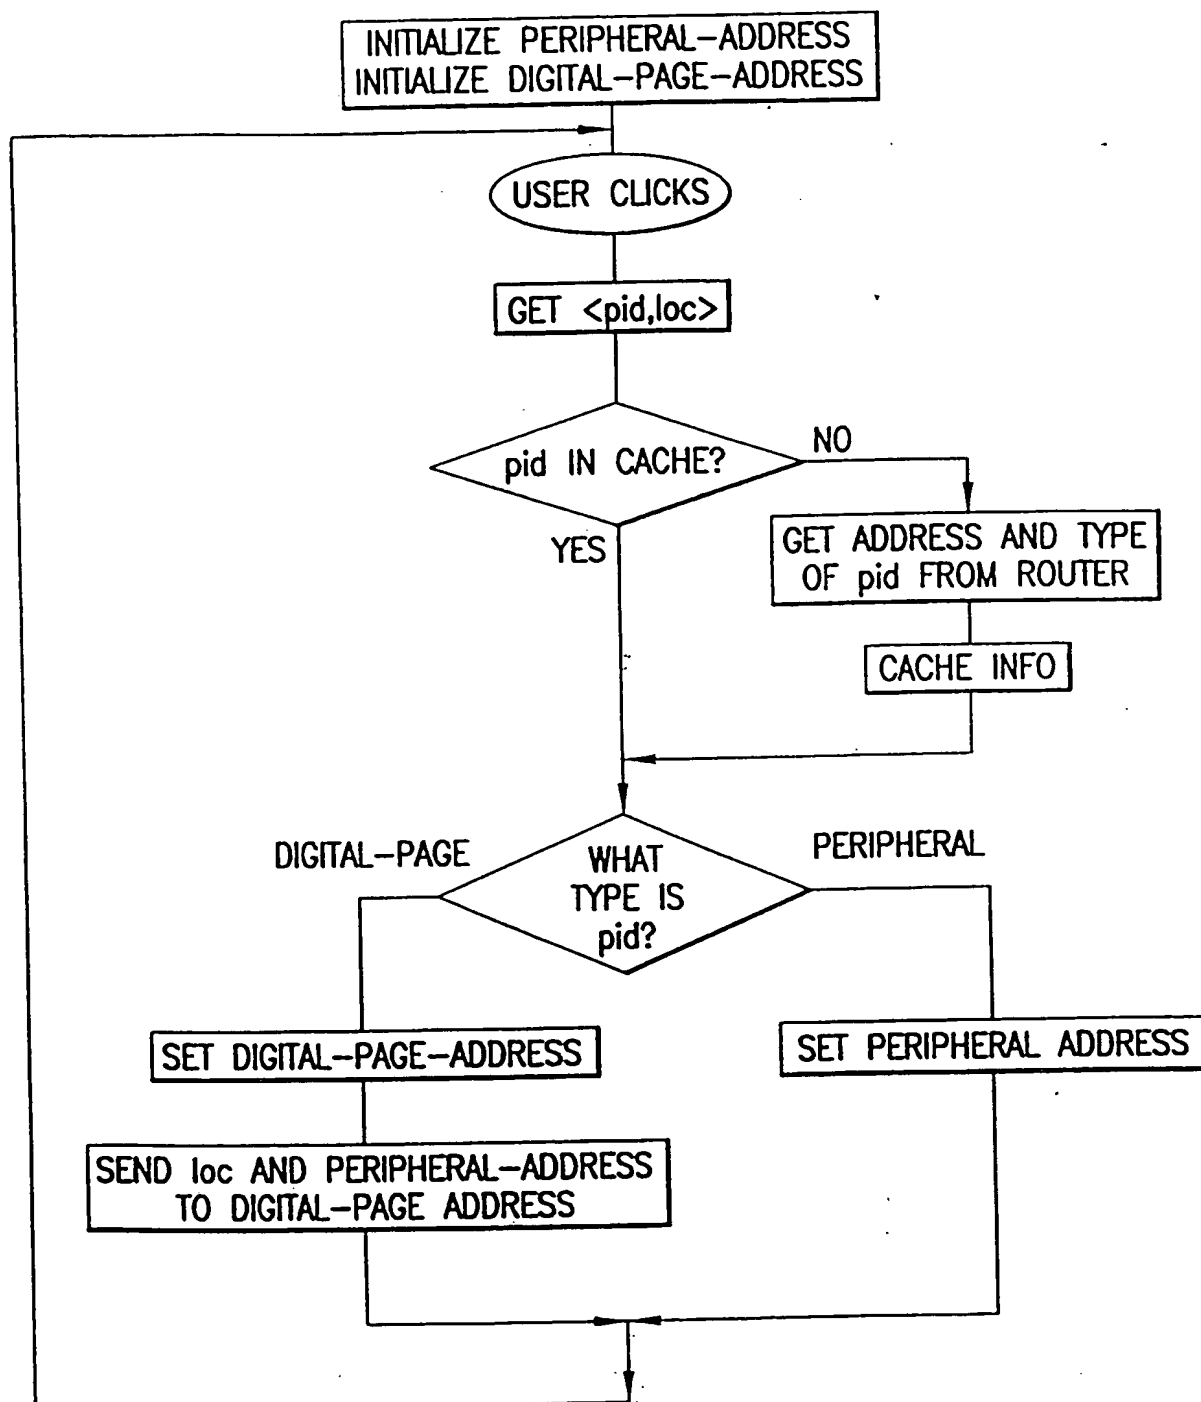 INITIALIZE PERIPHERAL-ADDRESS
INITIALIZE DIGITAL-PAGE-ADDRESS
USER CLICKS
GET <pid,loc>
pid IN CACHE?
NO
YES
GET ADDRESS AND TYPE
OF pid FROM ROUTER
CACHE INFO
DIGITAL-PAGE
WHAT
TYPE IS
pid?
PERIPHERAL
SET DIGITAL-PAGE-ADDRESS
SET PERIPHERAL ADDRESS
SEND loc AND PERIPHERAL-ADDRESS
TO DIGITAL-PAGE ADDRESS